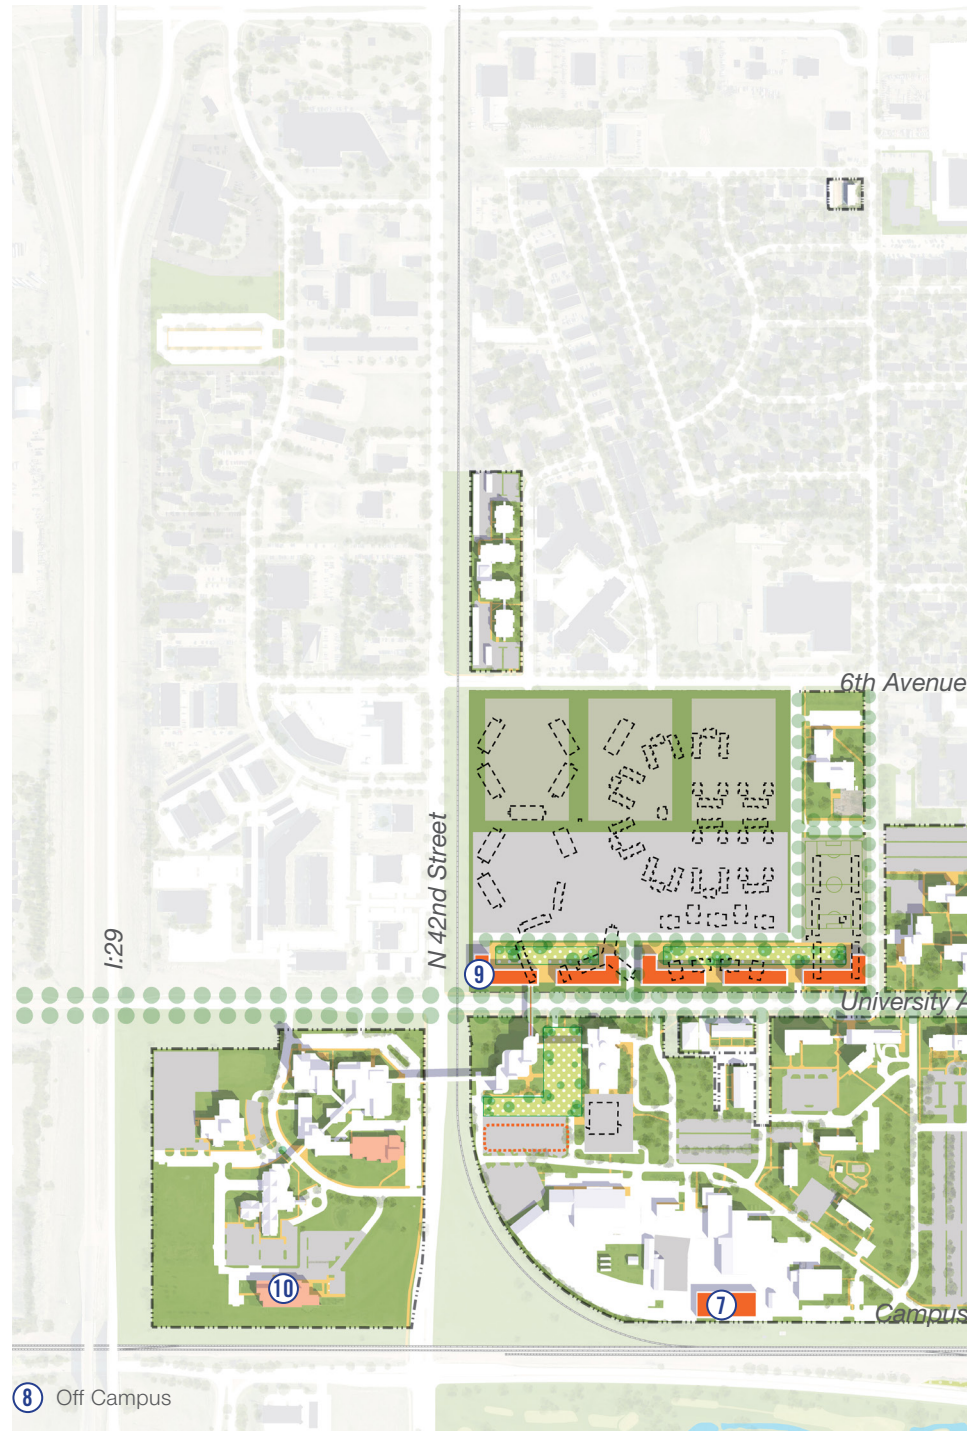 6th Avenue
N 42nd Street
I:29
9
University A
10
7
Campus
8 Off Campus